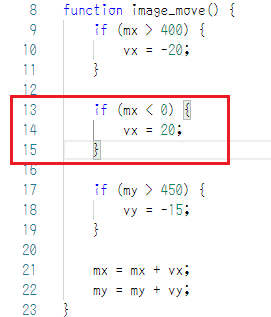 8 function image_move() {
9 if (mx > 400) {
10 vx = -20;
11 }
12
13 if (mx < 0) {
14 vx = 20;
15 }
16
17 if (my > 450) {
18 vy = -15;
19 }
20
21 mx = mx + vx;
22 my = my + vy;
23 }